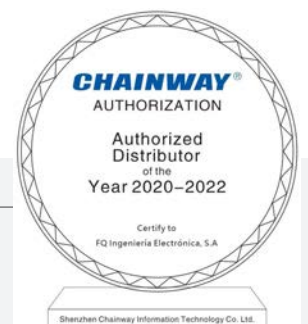 CHAINWAY®
AUTHORIZATION
Authorized
Distributor
of the
Year 2020–2022
Certify to
FQ Ingeniería Electrónica, S.A
Shenzhen Chainway Information Technology Co. Ltd.